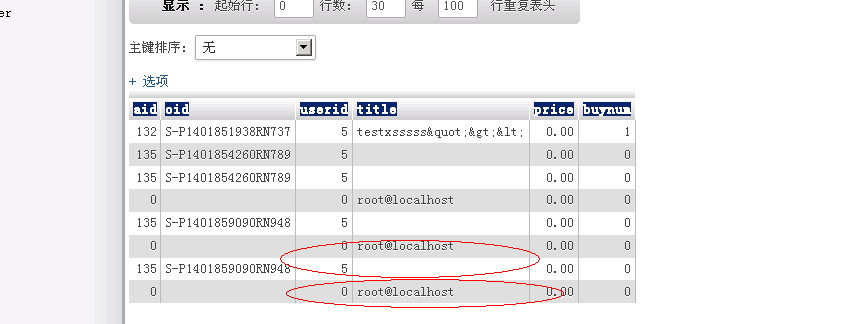 er
显示 : 起始行: 0 行数: 30 每 100 行重复表头
主键排序: 无
+ 选项
aid oid userid title price buynum
132 S-P1401851938RN737 5 testxsssss&quot;&gt;&lt; 0.00 1
135 S-P1401854260RN789 5 0.00 0
135 S-P1401854260RN789 5 0.00 0
0 0 root@localhost 0.00 0
135 S-P1401859090RN948 5 0.00 0
0 0 root@localhost 0.00 0
135 S-P1401859090RN948 5 0.00 0
0 0 root@localhost 0.00 0